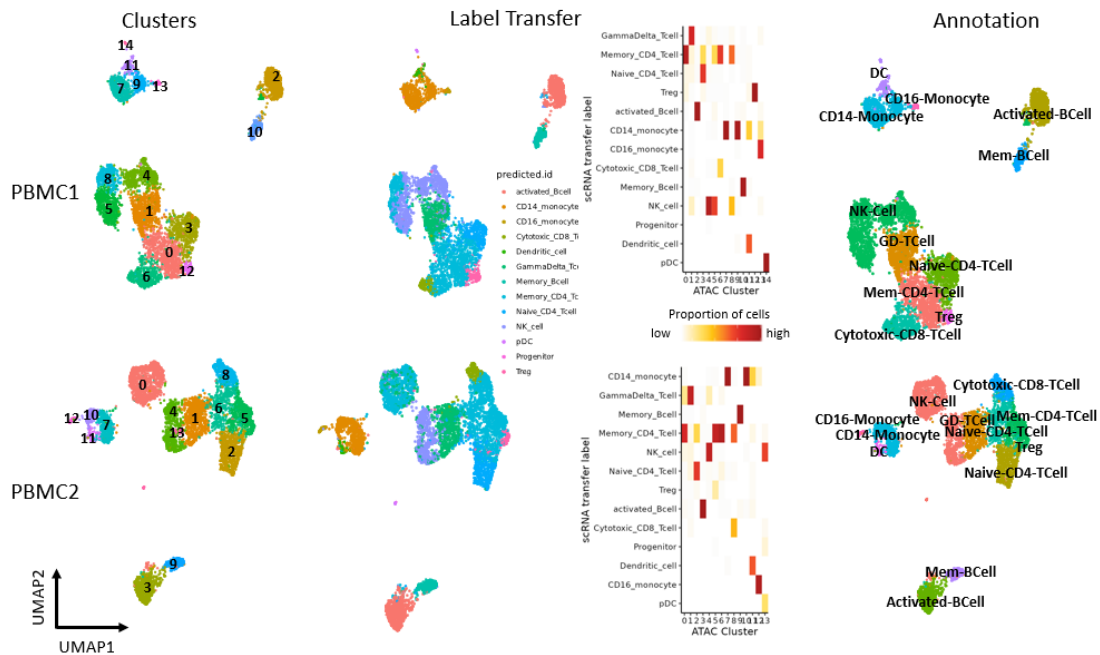 Clusters
Label Transfer
Annotation
PBMC1
14
11
7
9
13
2
10
8
4
5
1
3
0
12
6
predicted.id
activated_Bcell
CD14_monocyte
CD16_monocyte
Cytotoxic_CD8_T
Dendritic_cell
GammaDelta_Tc
Memory_Bcell
Memory_CD4_Tc
Naive_CD4_Tcell
NK_cell
pDC
Progenitor
Treg
scRNA transfer label
GammaDelta_Tcell
Memory_CD4_Tcell
Naive_CD4_Tcell
Treg
activated_Bcell
CD14_monocyte
CD16_monocyte
Cytotoxic_CD8_Tcell
Memory_Bcell
NK_cell
Progenitor
Dendritic_cell
pDC
01234567891011121314
ATAC Cluster
Proportion of cells
low
high
DC
CD16-Monocyte
CD14-Monocyte
Activated-BCell
Mem-BCell
NK-Cell
GD-TCell
Naive-CD4-TCell
Mem-CD4-TCell
Treg
Cytotoxic-CD8-TCell
PBMC2
0
8
12
10
7
11
4
13
1
6
5
2
9
3
scRNA transfer label
CD14_monocyte
GammaDelta_Tcell
Memory_Bcell
Memory_CD4_Tcell
NK_cell
Naive_CD4_Tcell
Treg
activated_Bcell
Cytotoxic_CD8_Tcell
Progenitor
Dendritic_cell
CD16_monocyte
pDC
012345678910111213
ATAC Cluster
Cytotoxic-CD8-TCell
NK-Cell
CD16-Monocyte
GD-TCell
Mem-CD4-TCell
CD14-Monocyte
Naive-CD4-TCell
DC
Treg
Naive-CD4-TCell
Mem-BCell
Activated-BCell
UMAP2
UMAP1